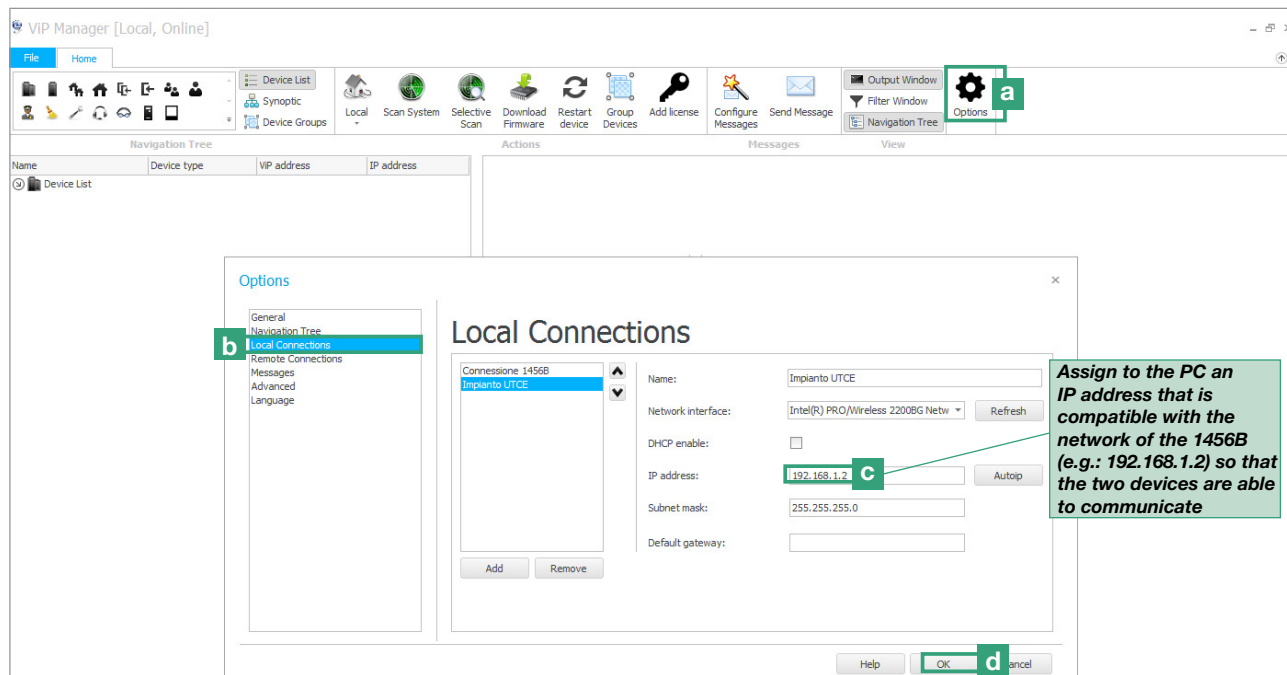 ViP Manager [Local, Online]
File
Home
Device List
Synoptic
Device Groups
Local
Scan System
Selective
Scan
Download
Firmware
Restart
device
Group
Devices
Add license
Configure
Messages
Send Message
Output Window
Filter Window
Navigation Tree
Options
a
Navigation Tree
Actions
Messages
View
Name
Device type
ViP address
IP address
Device List
Options
General
Navigation Tree
b
Local Connections
Remote Connections
Messages
Advanced
Language
Local Connections
Connessione 1456B
Impianto UTCE
Name:
Impianto UTCE
Network interface:
Intel(R) PRO/Wireless 2200BG Netw
Refresh
DHCP enable:
IP address:
192.168.1.2
c
Autoip
Subnet mask:
255.255.255.0
Default gateway:
Add
Remove
Assign to the PC an
IP address that is
compatible with the
network of the 1456B
(e.g.: 192.168.1.2) so that
the two devices are able
to communicate
Help
OK
d
ancel